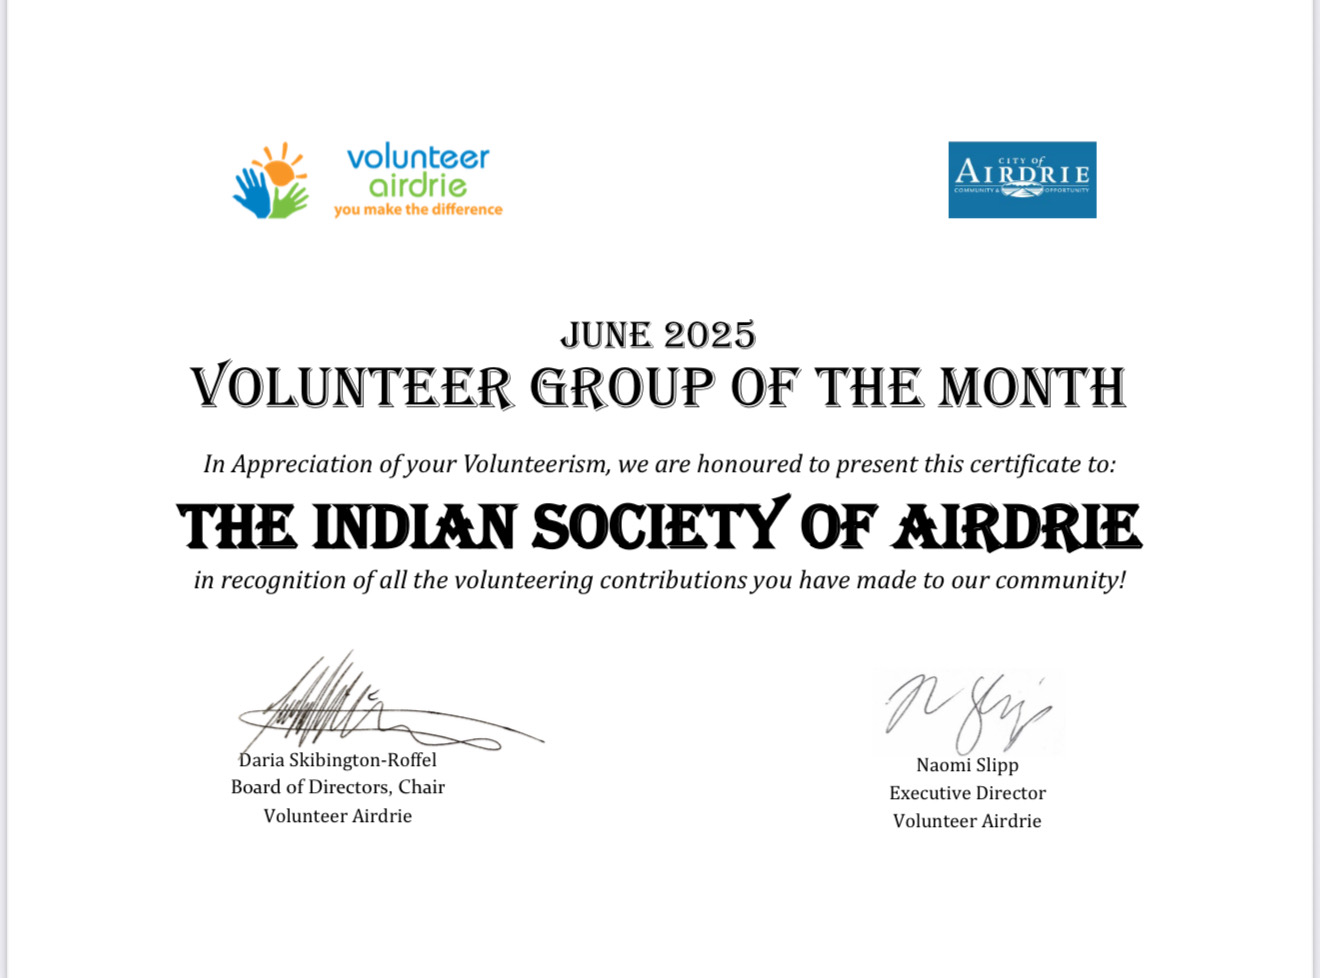 volunteer
airdrie
you make the difference
CITY of
AIRDRIE
COMMUNITY & OPPORTUNITY
JUNE 2025
VOLUNTEER GROUP OF THE MONTH
In Appreciation of your Volunteerism, we are honoured to present this certificate to:
THE INDIAN SOCIETY OF AIRDRIE
in recognition of all the volunteering contributions you have made to our community!
N Slipp
Daria Skibington-Roffel
Board of Directors, Chair
Volunteer Airdrie
Naomi Slipp
Executive Director
Volunteer Airdrie